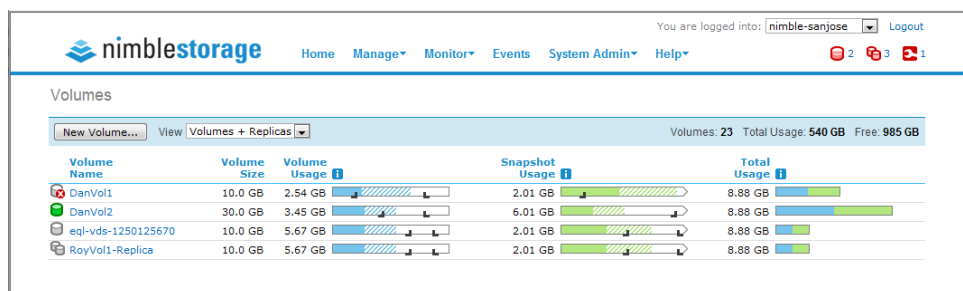 You are logged into: nimble-sanjose Logout
nimblestorage Home Manage Monitor Events System Admin Help 2 3 1
Volumes
New Volume... View Volumes + Replicas Volumes: 23 Total Usage: 540 GB Free: 985 GB
Volume Volume Volume Snapshot Total
Name Size Usage i Usage i Usage i
DanVol1 10.0 GB 2.54 GB 2.01 GB 8.88 GB
DanVol2 30.0 GB 3.45 GB 6.01 GB 8.88 GB
eql-vds-1250125670 10.0 GB 5.67 GB 2.01 GB 8.88 GB
RoyVol1-Replica 10.0 GB 5.67 GB 2.01 GB 8.88 GB